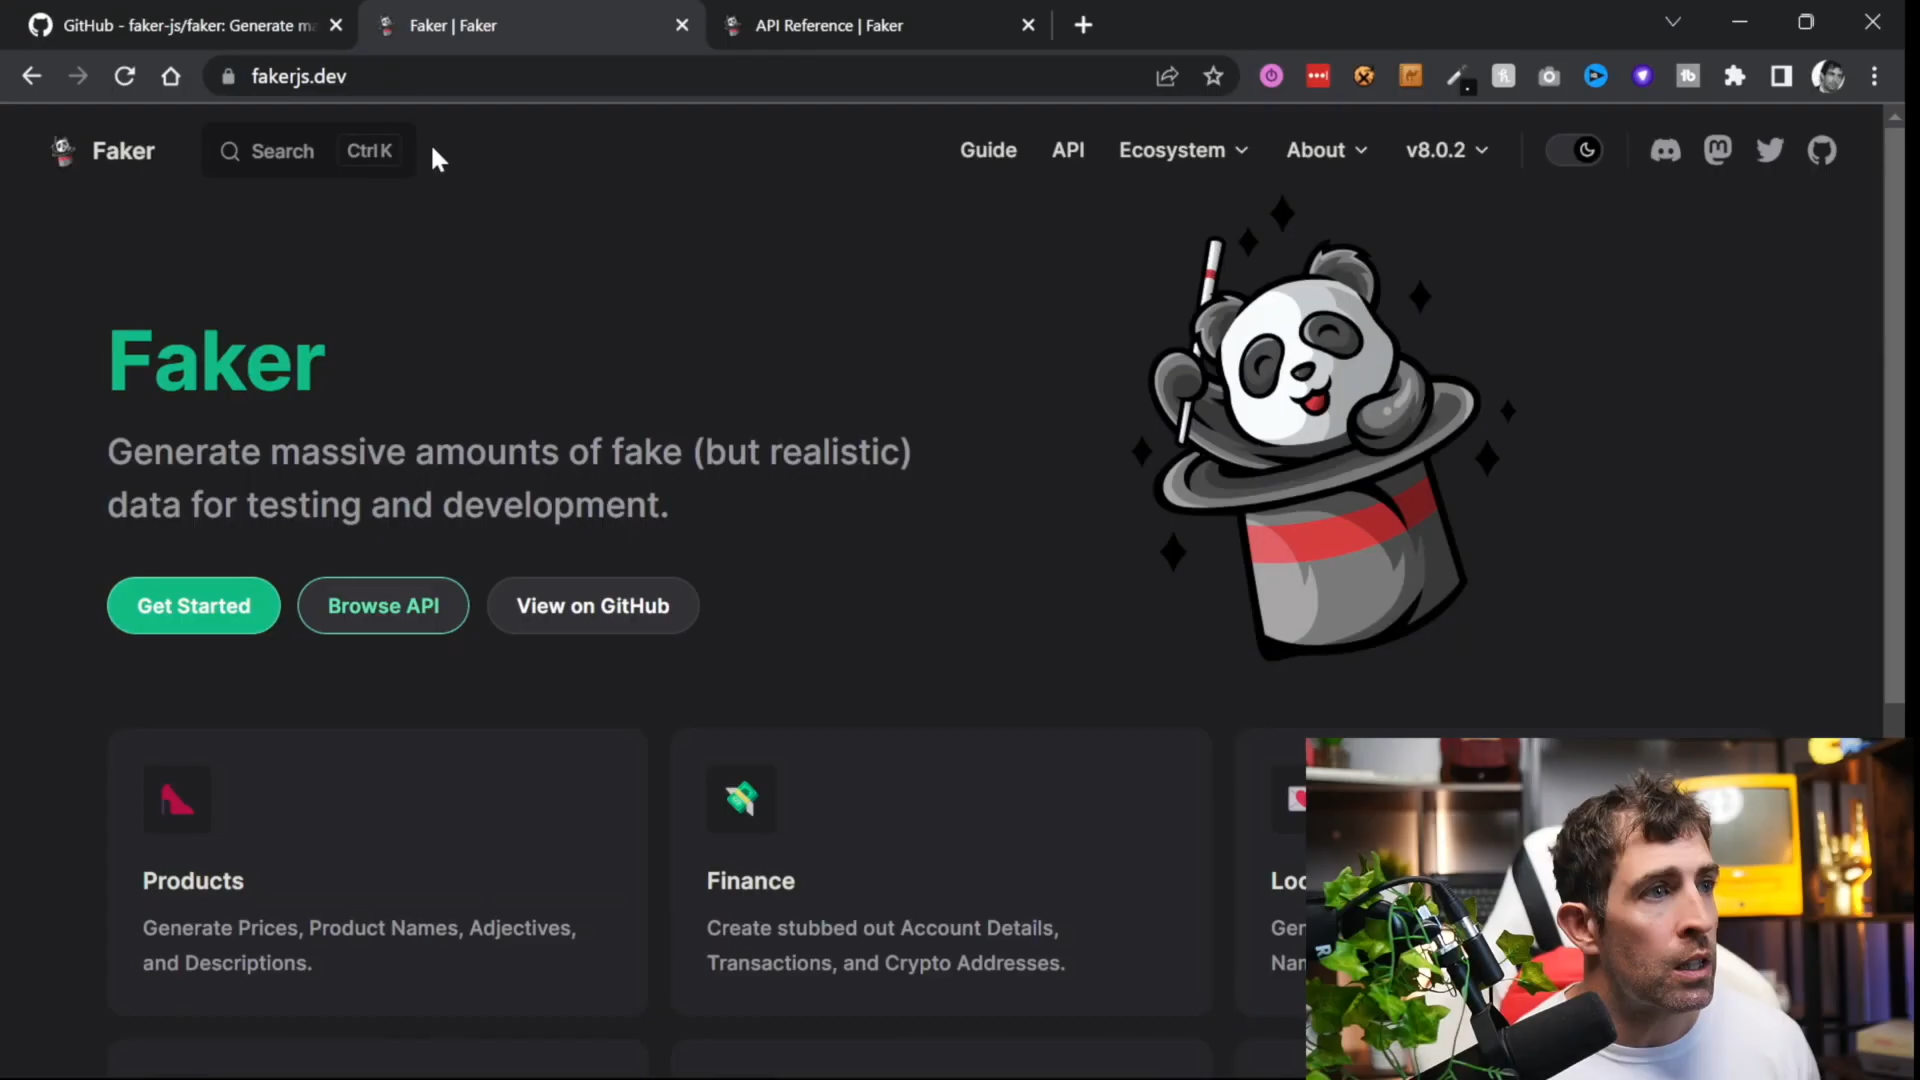 GitHub - faker-js/faker: Generate ma
Faker | Faker
API Reference | Faker
fakerjs.dev
Faker
Search
Ctrl K
Guide
API
Ecosystem
About
v8.0.2
Faker
Generate massive amounts of fake (but realistic)
data for testing and development.
Get Started
Browse API
View on GitHub
Products
Generate Prices, Product Names, Adjectives,
and Descriptions.
Finance
Create stubbed out Account Details,
Transactions, and Crypto Addresses.
Loc
Ger
Nan